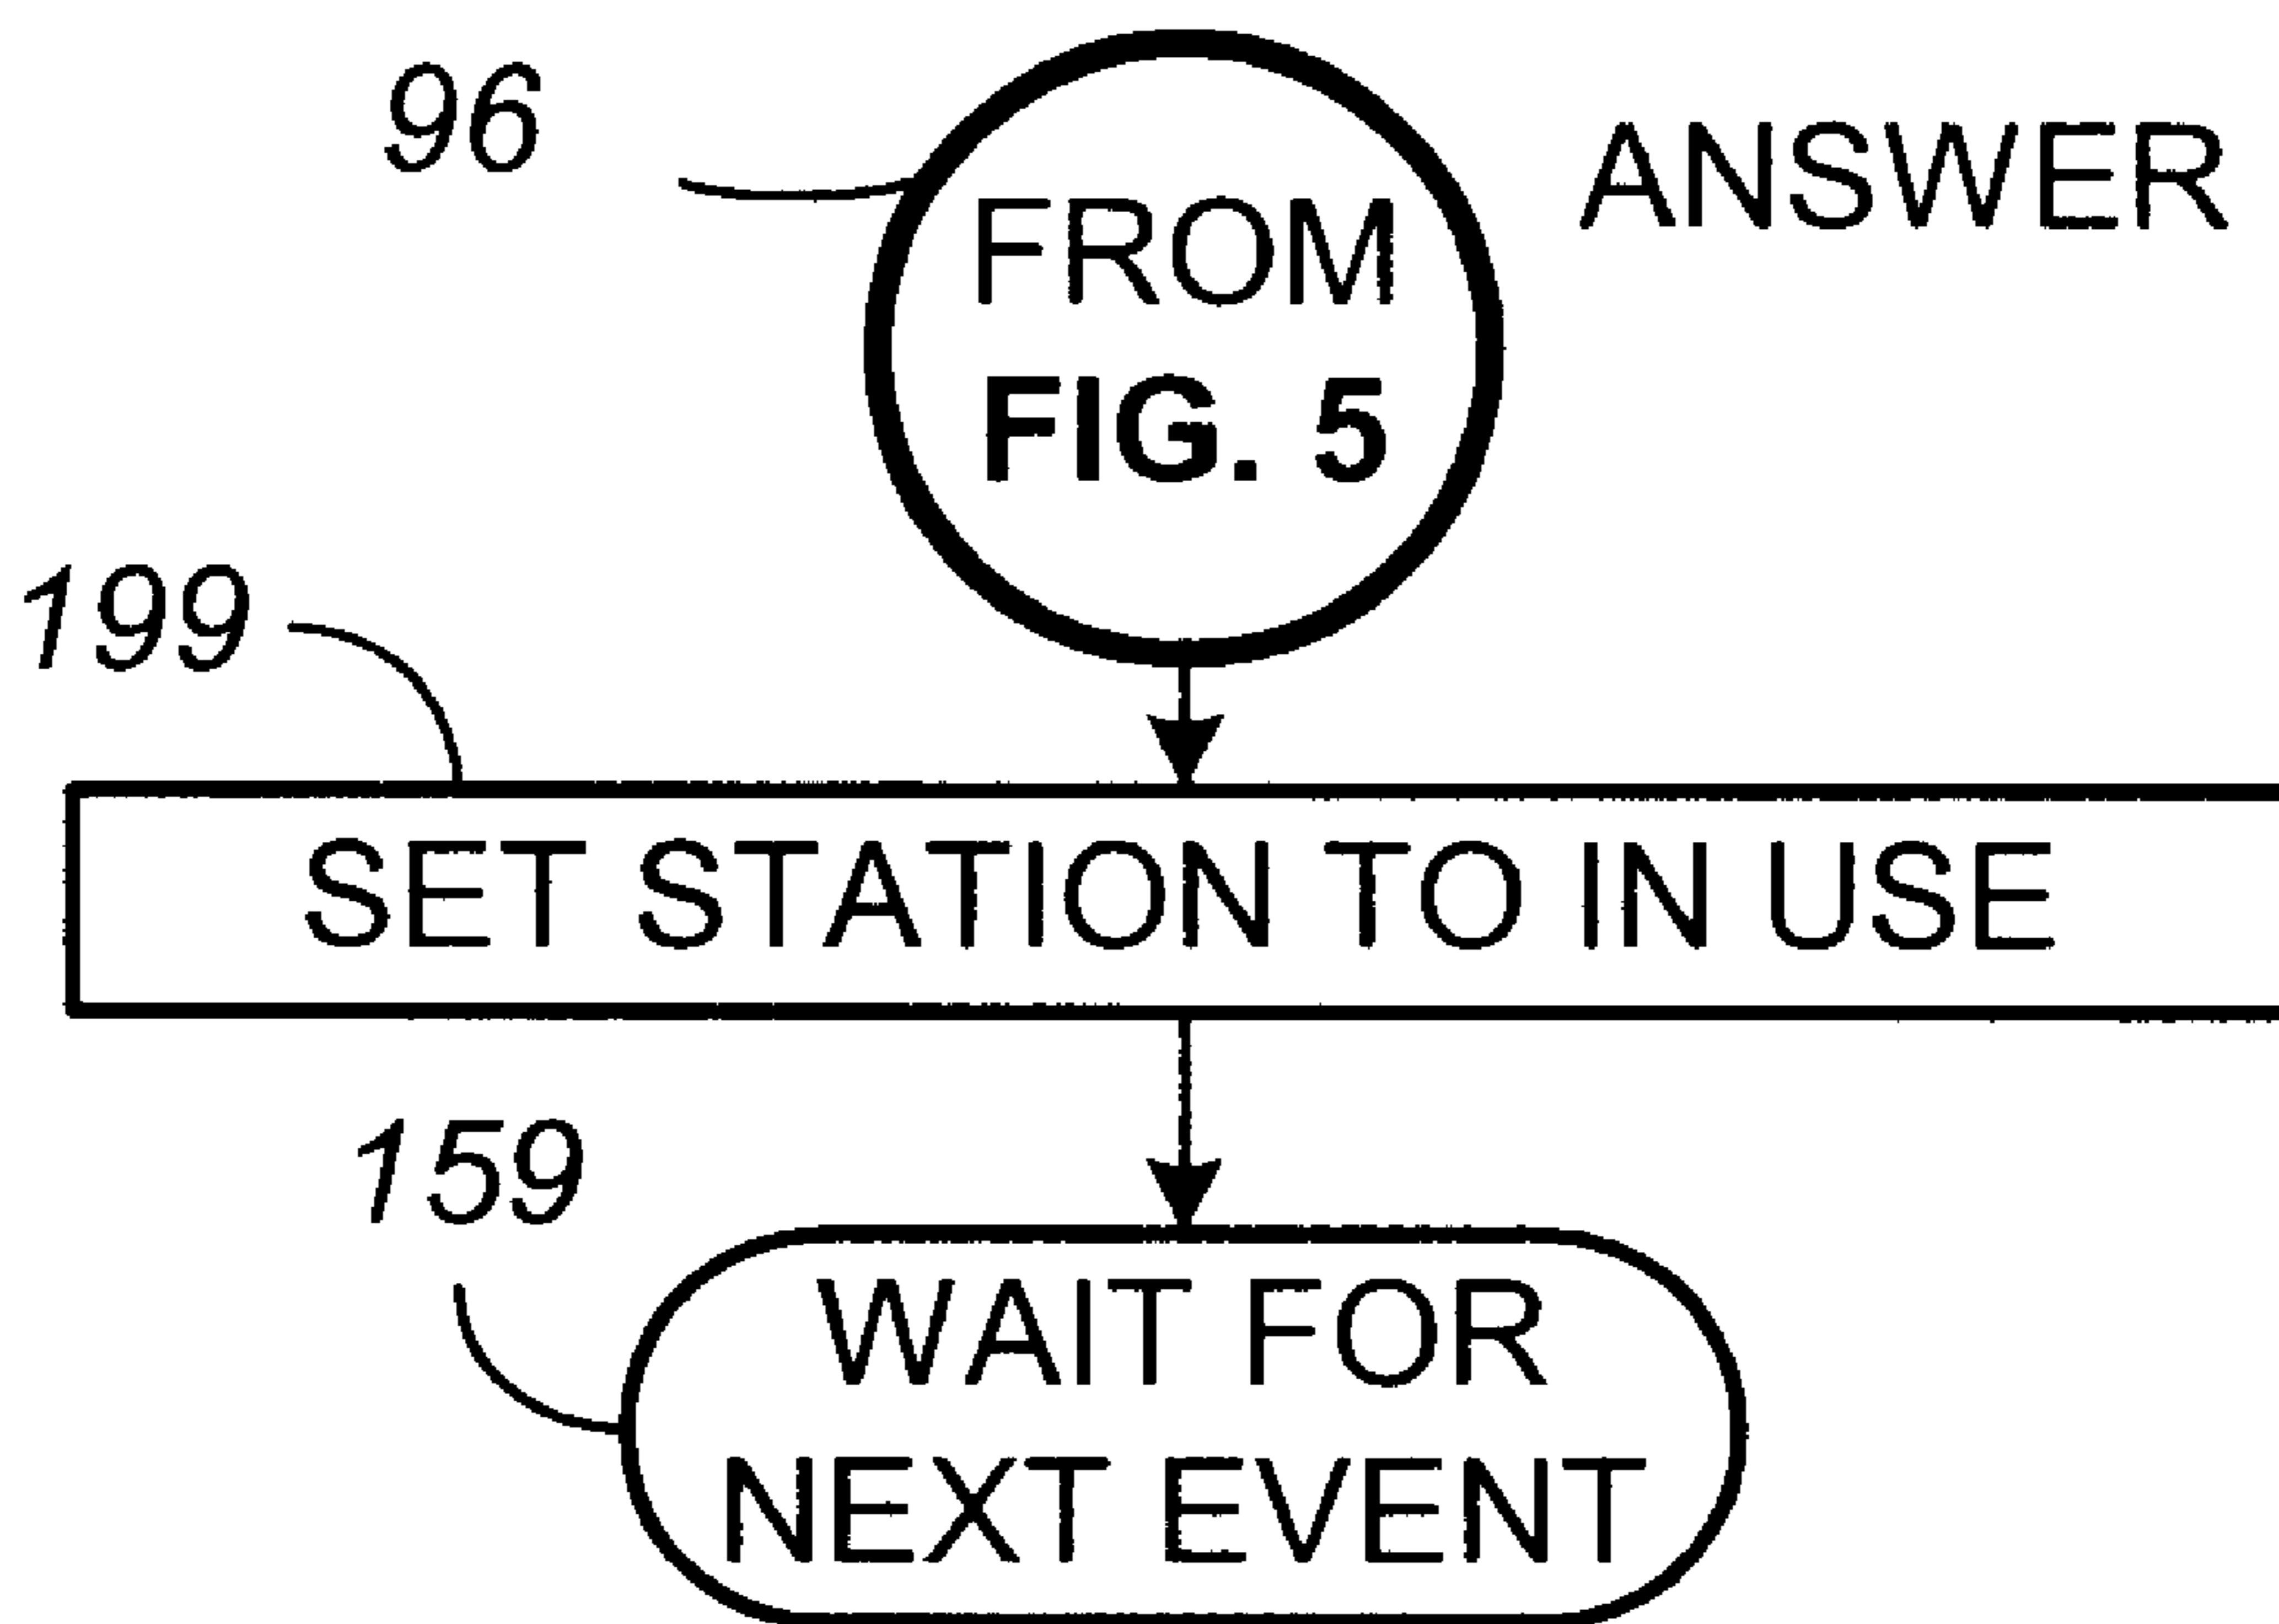 96
ANSWER
FROM
FIG. 5
199
SET STATION TO IN USE
159
WAIT FOR
NEXT EVENT